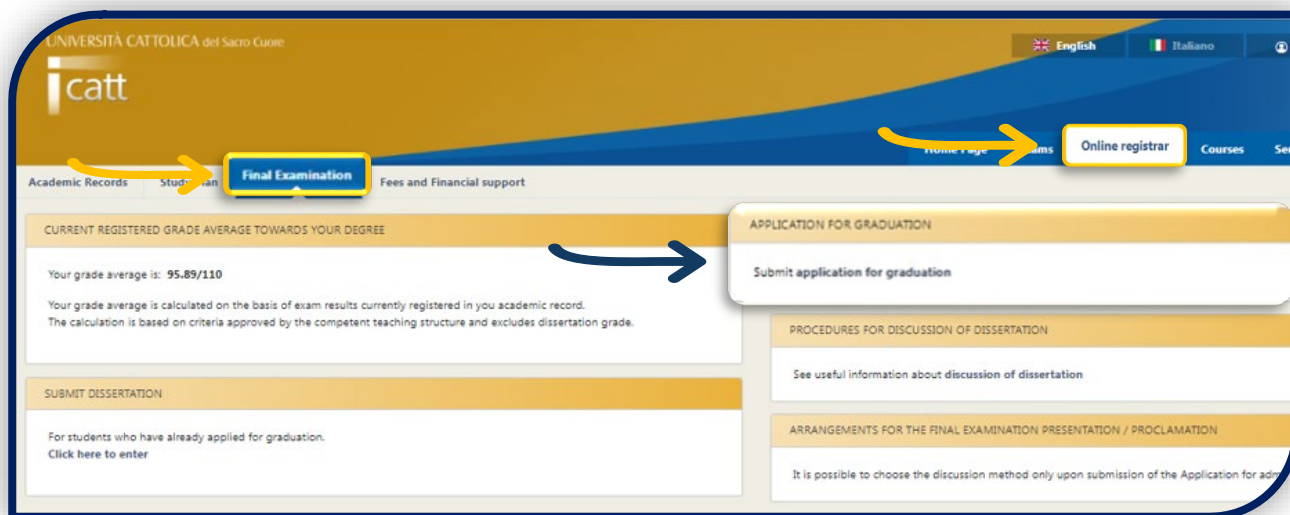 UNIVERSITÀ CATTOLICA del Sacro Cuore
icatt
English
Italiano
Home Page
Online registrar
Courses
Academic Records
Final Examination
Fees and Financial support
CURRENT REGISTERED GRADE AVERAGE TOWARDS YOUR DEGREE
Your grade average is: 95.89/110
Your grade average is calculated on the basis of exam results currently registered in you academic record.
The calculation is based on criteria approved by the competent teaching structure and excludes dissertation grade.
SUBMIT DISSERTATION
For students who have already applied for graduation.
Click here to enter
APPLICATION FOR GRADUATION
Submit application for graduation
PROCEDURES FOR DISCUSSION OF DISSERTATION
See useful information about discussion of dissertation
ARRANGEMENTS FOR THE FINAL EXAMINATION PRESENTATION / PROCLAMATION
It is possible to choose the discussion method only upon submission of the Application for